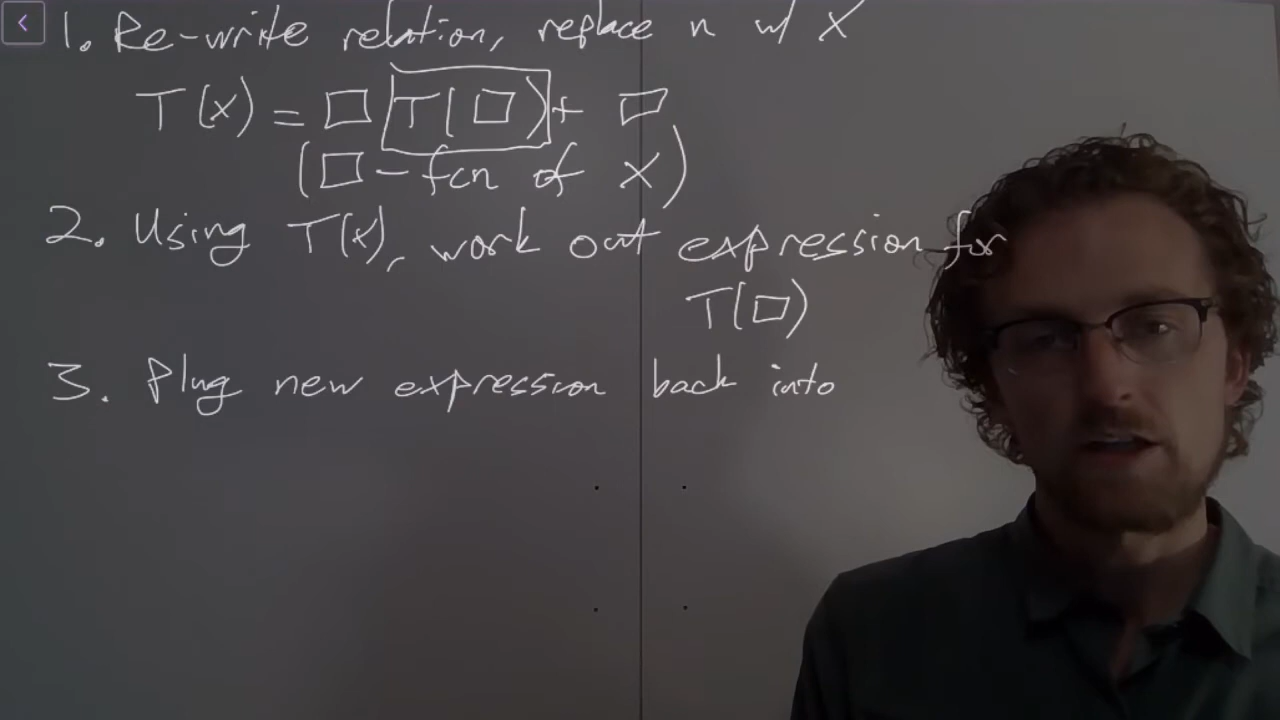 1. Re-write relation, replace n w/ X
T(x) = □ T(□) + □
(□ - fcn of x)
2. Using T(x), work out expression for
T(□)
3. Plug new expression back into